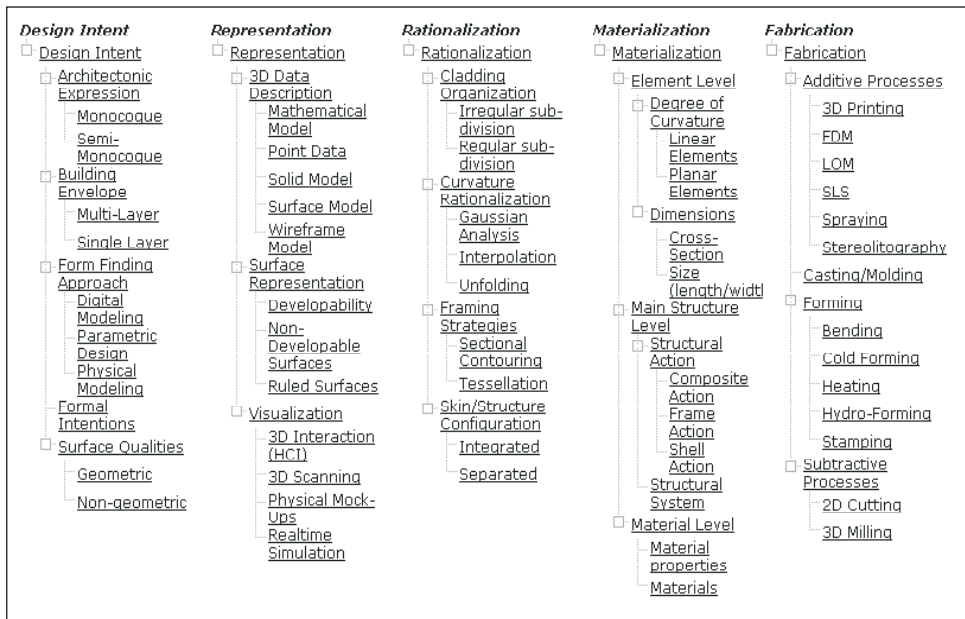 Design Intent
Design Intent
Architectonic
Expression
Monocoque
Semi-
Monocoque
Building
Envelope
Multi-Layer
Single Layer
Form Finding
Approach
Digital
Modeling
Parametric
Design
Physical
Modeling
Formal
Intentions
Surface Qualities
Geometric
Non-geometric
Representation
Representation
3D Data
Description
Mathematical
Model
Point Data
Solid Model
Surface Model
Wireframe
Model
Surface
Representation
Developability
Non-
Developable
Surfaces
Ruled Surfaces
Visualization
3D Interaction
(HCI)
3D Scanning
Physical Mock-
Ups
Realtime
Simulation
Rationalization
Rationalization
Cladding
Organization
Irregular sub-
division
Regular sub-
division
Curvature
Rationalization
Gaussian
Analysis
Interpolation
Unfolding
Framing
Strategies
Sectional
Contouring
Tessellation
Skin/Structure
Configuration
Integrated
Separated
Materialization
Materialization
Element Level
Degree of
Curvature
Linear
Elements
Planar
Elements
Dimensions
Cross-
Section
Size
(length/widtl
Main Structure
Level
Structural
Action
Composite
Action
Frame
Action
Shell
Action
Structural
System
Material Level
Material
properties
Materials
Fabrication
Fabrication
Additive Processes
3D Printing
FDM
LOM
SLS
Spraying
Stereolitography
Casting/Molding
Forming
Bending
Cold Forming
Heating
Hydro-Forming
Stamping
Subtractive
Processes
2D Cutting
3D Milling